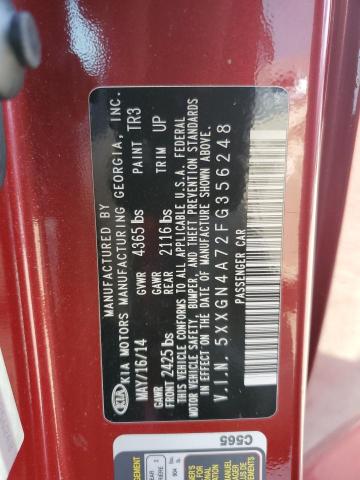 KIA
MANUFACTURED BY
KIA MOTORS MANUFACTURING GEORGIA, INC.
MAY/16/14 GVWR 4365 lbs PAINT TR3
GAWR FRONT 2425 lbs GAWR REAR 2116 lbs TRIM UP
THIS VEHICLE CONFORMS TO ALL APPLICABLE U.S.A. FEDERAL
MOTOR VEHICLE SAFETY, BUMPER, AND THEFT PREVENTION STANDARDS
IN EFFECT ON THE DATE OF MANUFACTURE SHOWN ABOVE.
V.I.N. 5XXGN4A72FG356248
PASSENGER CAR
C565